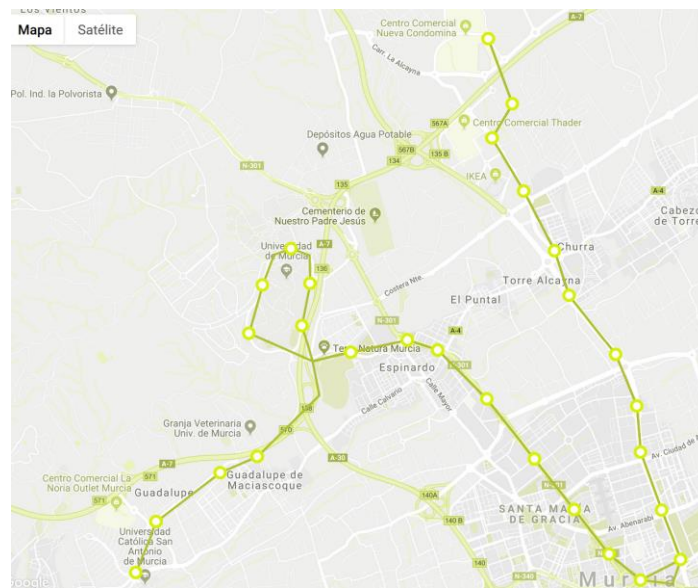 Los Vientos
Mapa
Satélite
Centro Comercial
Nueva Condomina
A-7
Carr. La Alcayna
Pol. Ind. la Polvorista
567A
Centro Comercial Thader
Depósitos Agua Potable
567B
135 B
134
N-301
IKEA
135
A-4
Cementerio de
Nuestro Padre Jesús
Cabezo
de Torre
Universidad
de Murcia
A-7
Churra
136
Costera Nte.
Torre Alcayna
El Puntal
N-301
A-4
Terra Natura Murcia
Espinardo
Calle Calvario
Calle Mayor
138
Granja Veterinaria
Univ. de Murcia
570
A-7
571
A-30
Av. Ciudad de
Centro Comercial La
Noria Outlet Murcia
Guadalupe
Guadalupe de
Maciascoque
571
140A
140 B
N-301
SANTA MARÍA
DE GRACIA
Av. Abenarabi
Universidad
Católica San
Antonio
de Murcia
140
N-340
Murcia
Google